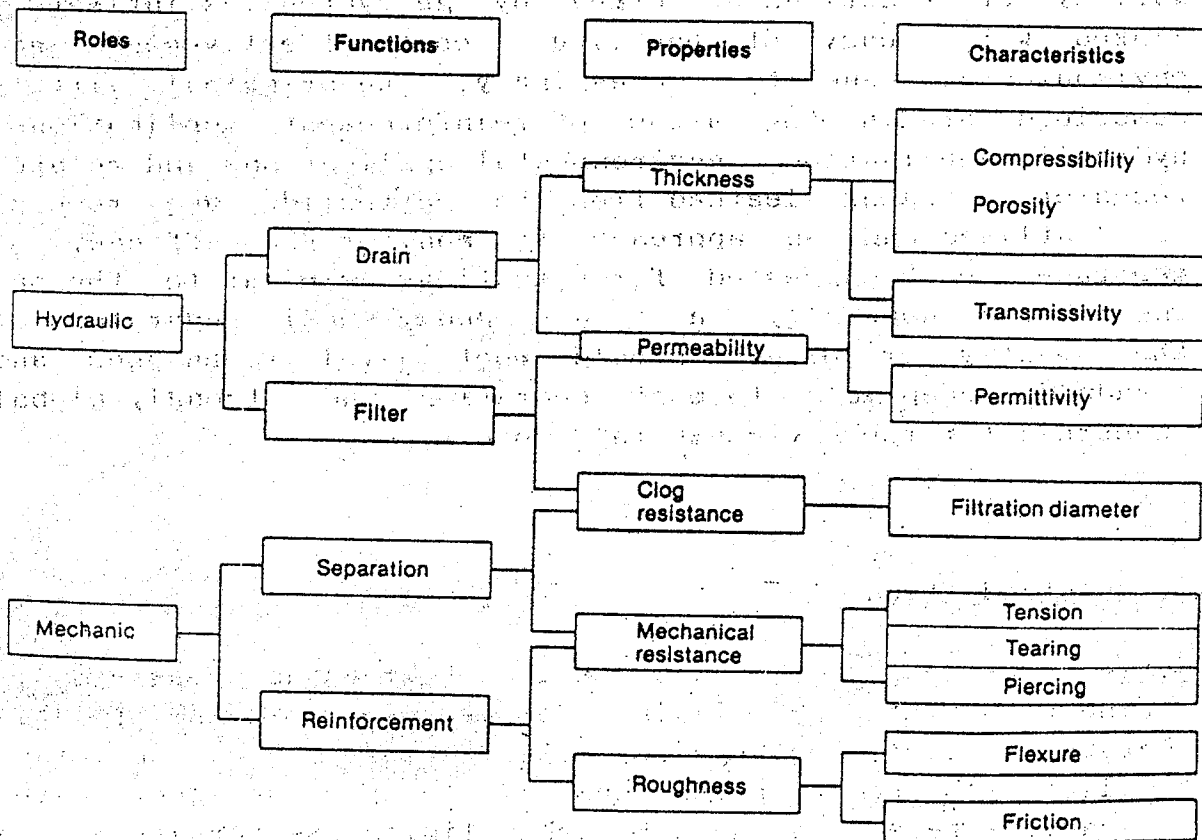 Roles
Functions
Properties
Characteristics
Thickness
Compressibility
Porosity
Drain
Hydraulic
Transmissivity
Permeability
Permittivity
Filter
Clog
resistance
Filtration diameter
Separation
Mechanic
Mechanical
resistance
Tension
Tearing
Piercing
Reinforcement
Roughness
Flexure
Friction